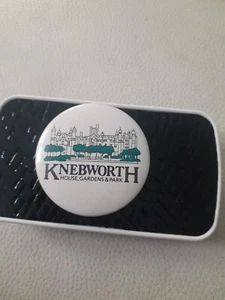 KNEBWORTH
HOUSE, GARDENS & PARK